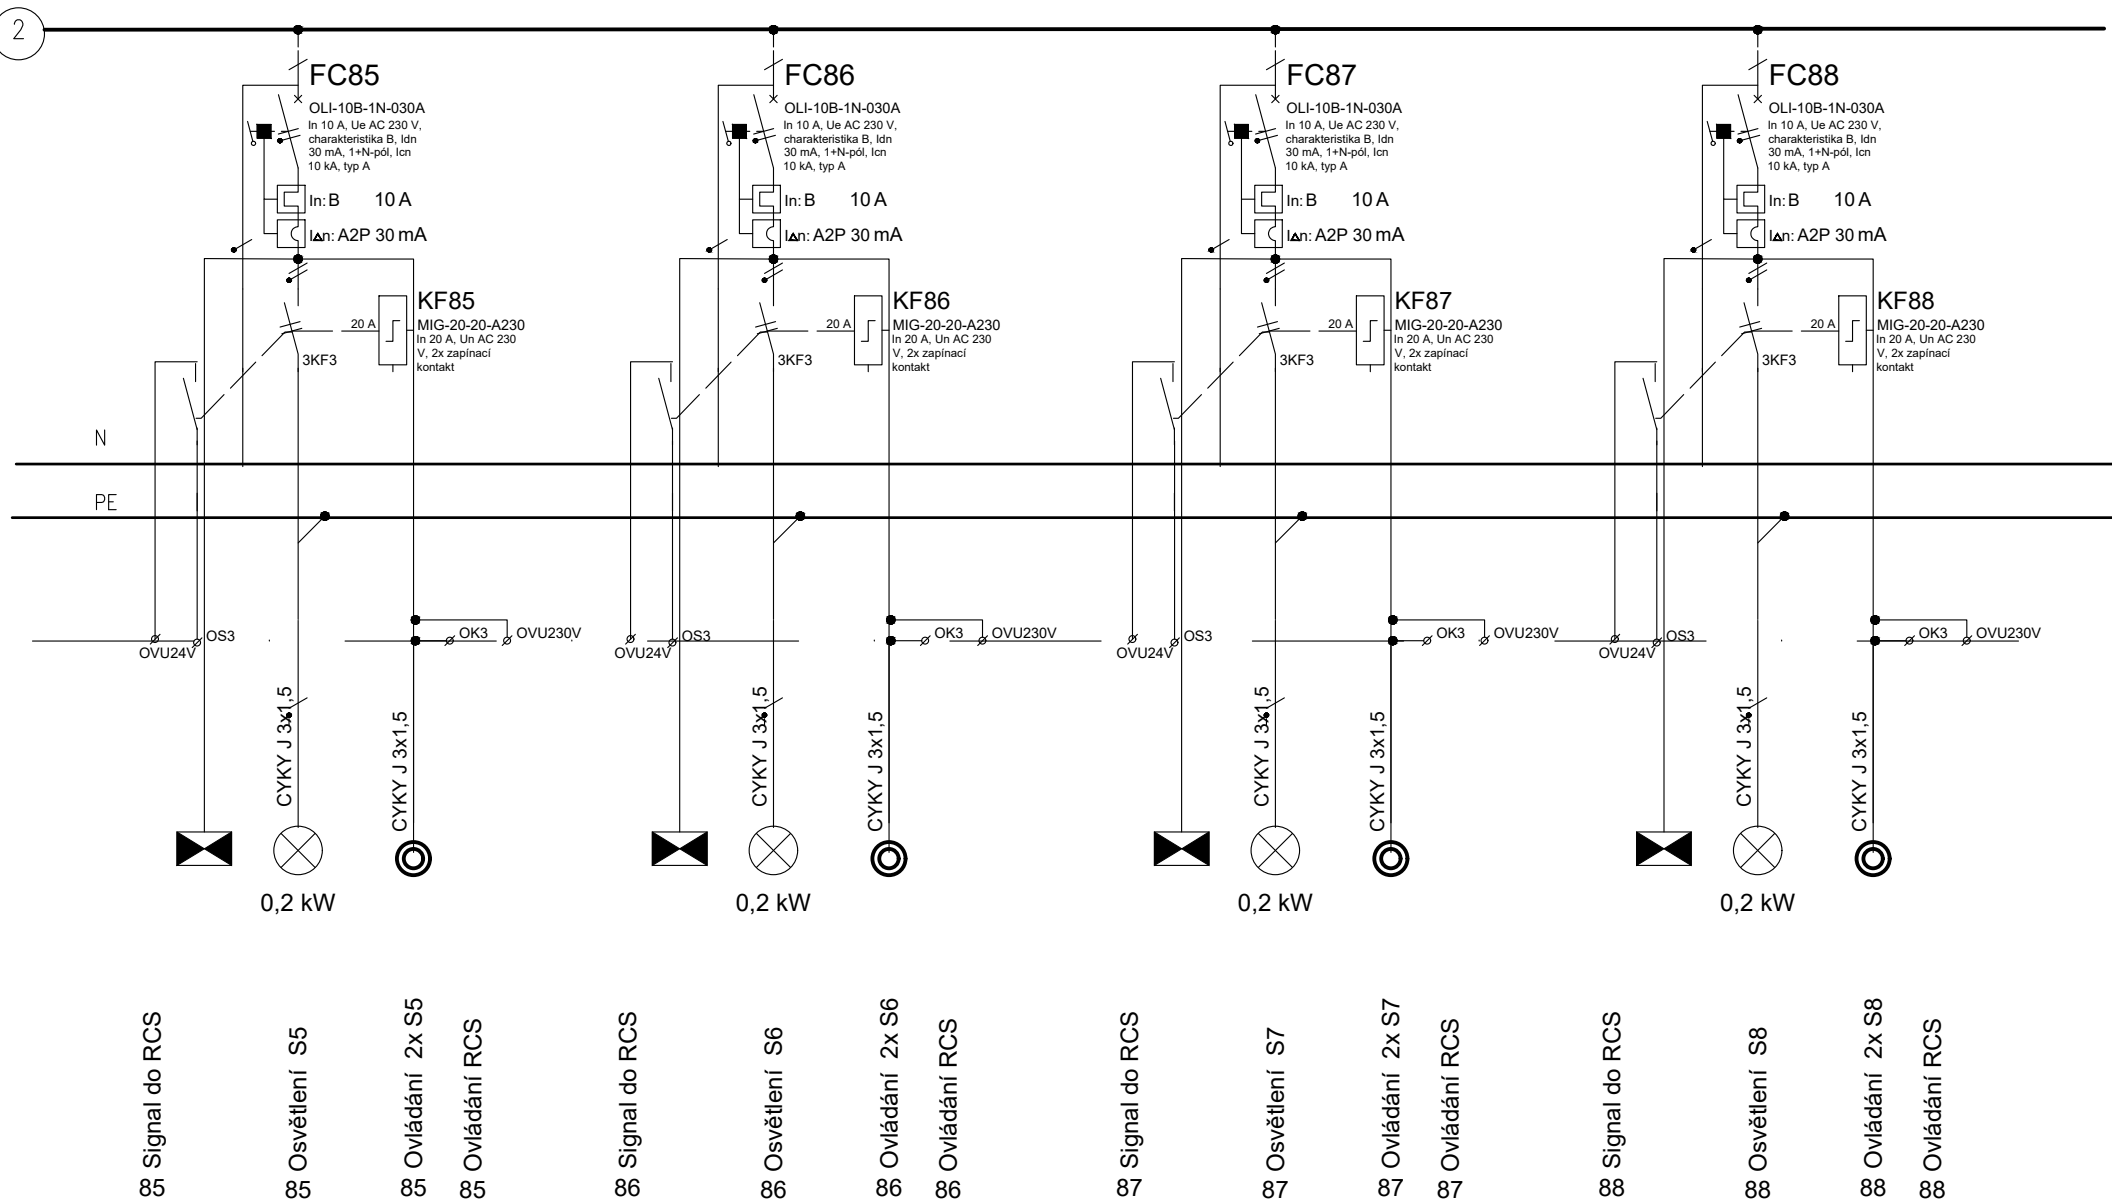 2
FC85
OLI-10B-1N-030A
In 10 A, Ue AC 230 V,
charakteristika B, Idn
30 mA, 1+N-pól, Icn
10 kA, typ A
In: B 10 A
IΔn: A2P 30 mA
KF85
20 A
MIG-20-20-A230
In 20 A, Un AC 230
V, 2x zapínací
kontakt
3KF3
FC86
OLI-10B-1N-030A
In 10 A, Ue AC 230 V,
charakteristika B, Idn
30 mA, 1+N-pól, Icn
10 kA, typ A
In: B 10 A
IΔn: A2P 30 mA
KF86
20 A
MIG-20-20-A230
In 20 A, Un AC 230
V, 2x zapínací
kontakt
3KF3
FC87
OLI-10B-1N-030A
In 10 A, Ue AC 230 V,
charakteristika B, Idn
30 mA, 1+N-pól, Icn
10 kA, typ A
In: B 10 A
IΔn: A2P 30 mA
KF87
20 A
MIG-20-20-A230
In 20 A, Un AC 230
V, 2x zapínací
kontakt
3KF3
FC88
OLI-10B-1N-030A
In 10 A, Ue AC 230 V,
charakteristika B, Idn
30 mA, 1+N-pól, Icn
10 kA, typ A
In: B 10 A
IΔn: A2P 30 mA
KF88
20 A
MIG-20-20-A230
In 20 A, Un AC 230
V, 2x zapínací
kontakt
3KF3
N
PE
OVU24V
OS3
OK3
OVU230V
OVU24V
OS3
OK3
OVU230V
OVU24V
OS3
OK3
OVU230V
OVU24V
OS3
OK3
OVU230V
CYKY J 3x1,5
CYKY J 3x1,5
CYKY J 3x1,5
CYKY J 3x1,5
CYKY J 3x1,5
CYKY J 3x1,5
CYKY J 3x1,5
CYKY J 3x1,5
0,2 kW
0,2 kW
0,2 kW
0,2 kW
85 Signal do RCS
85 Osvětlení S5
85 Ovládání 2x S5
85 Ovládání RCS
86 Signal do RCS
86 Osvětlení S6
86 Ovládání 2x S6
86 Ovládání RCS
87 Signal do RCS
87 Osvětlení S7
87 Ovládání 2x S7
87 Ovládání RCS
88 Signal do RCS
88 Osvětlení S8
88 Ovládání 2x S8
88 Ovládání RCS